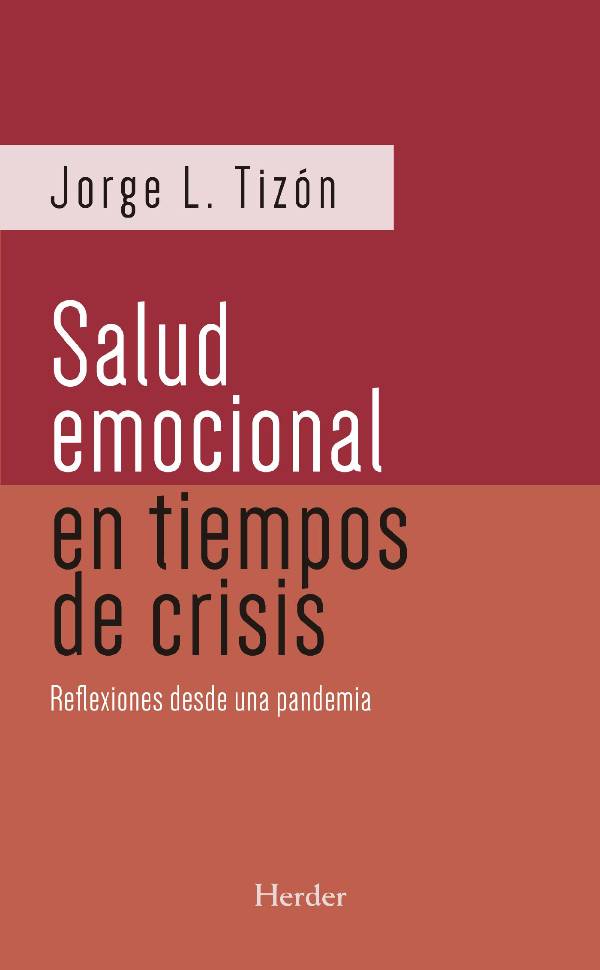 Jorge L. Tizón
Salud
emocional
en tiempos
de crisis
Reflexiones desde una pandemia
Herder